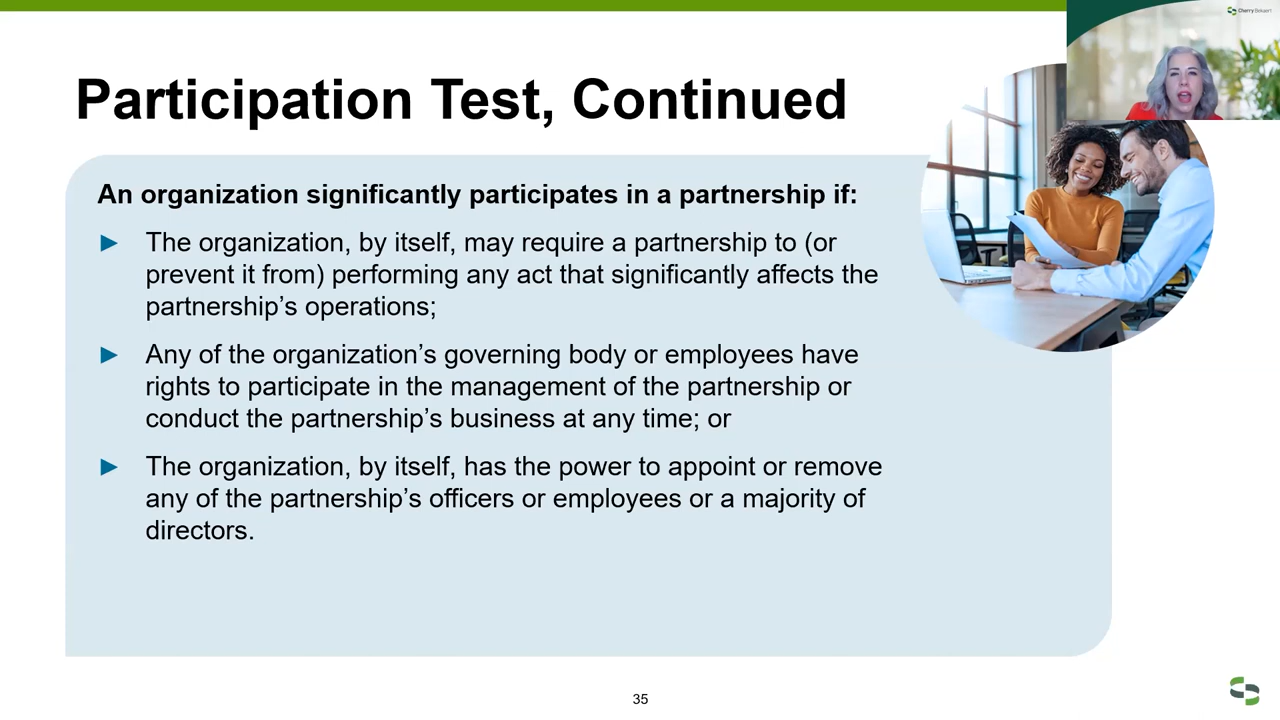 Cherry Bekaert
Participation Test, Continued
An organization significantly participates in a partnership if:
► The organization, by itself, may require a partnership to (or
prevent it from) performing any act that significantly affects the
partnership’s operations;
► Any of the organization’s governing body or employees have
rights to participate in the management of the partnership or
conduct the partnership’s business at any time; or
► The organization, by itself, has the power to appoint or remove
any of the partnership’s officers or employees or a majority of
directors.
35